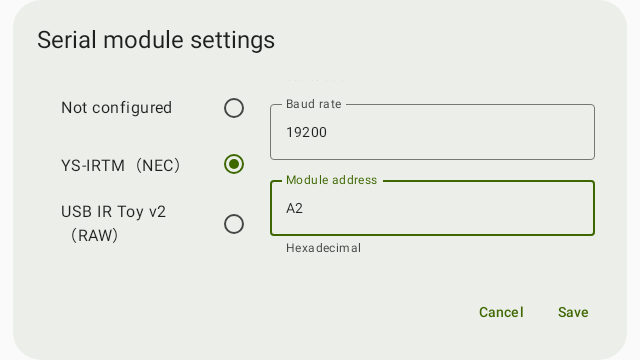 Serial module settings
Not configured
YS-IRTM（NEC）
USB IR Toy v2
（RAW）
Baud rate
19200
Module address
A2
Hexadecimal
Cancel
Save